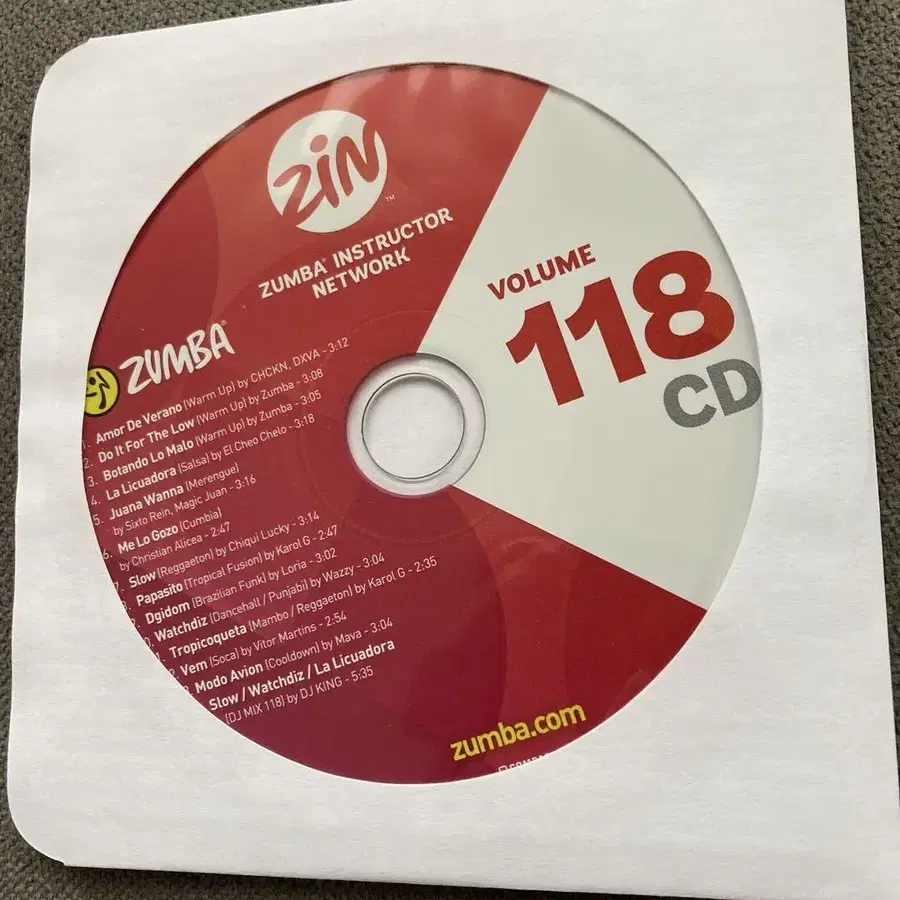 ZiN™
ZUMBA® INSTRUCTOR
NETWORK
VOLUME
118
CD
ZUMBA®
1. Amor De Verano (Warm Up) by CHCKN, DXVA - 3:12
2. Do It For The Low (Warm Up) by Zumba - 3:08
3. Botando Lo Malo (Warm Up) by Zumba - 3:05
4. La Licuadora (Salsa) by El Cheo Chelo - 3:18
5. Juana Wanna (Merengue)
by Sixto Rein, Magic Juan - 3:16
6. Me Lo Gozo (Cumbia)
by Christian Alicea - 2:47
Slow (Reggaeton) by Chiqui Lucky - 3:14
Papasito (Tropical Fusion) by Karol G - 2:47
Dgidom (Brazilian Funk) by Loria - 3:02
Watchdiz (Dancehall / Punjabi) by Wazzy - 3:04
Tropicoqueta (Mambo / Reggaeton) by Karol G - 2:35
Vem (Soca) by Vitor Martins - 2:54
Modo Avion (Cooldown) by Mava - 3:04
Slow / Watchdiz / La Licuadora
(DJ MIX 118) by DJ KING - 5:35
zumba.com